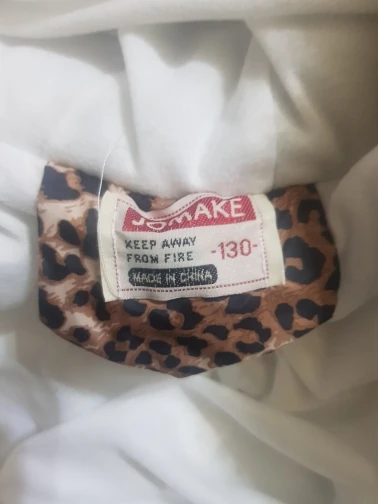 JOMAKE
KEEP AWAY
FROM FIRE
-130-
MADE IN CHINA